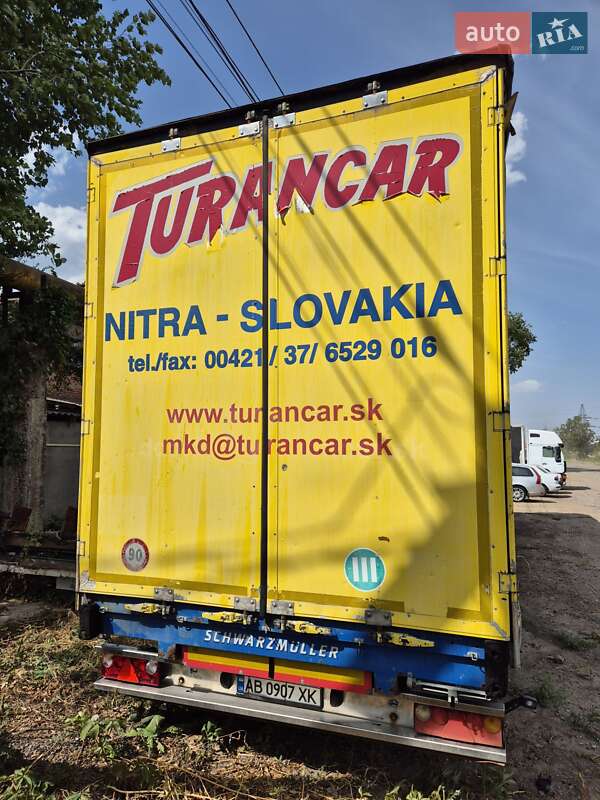 auto RIA.com
TURANCAR
NITRA - SLOVAKIA
tel./fax: 00421/ 37/ 6529 016
www.turancar.sk
mkd@turancar.sk
90
III
SCHWARZMÜLLER
AB 0907 XK